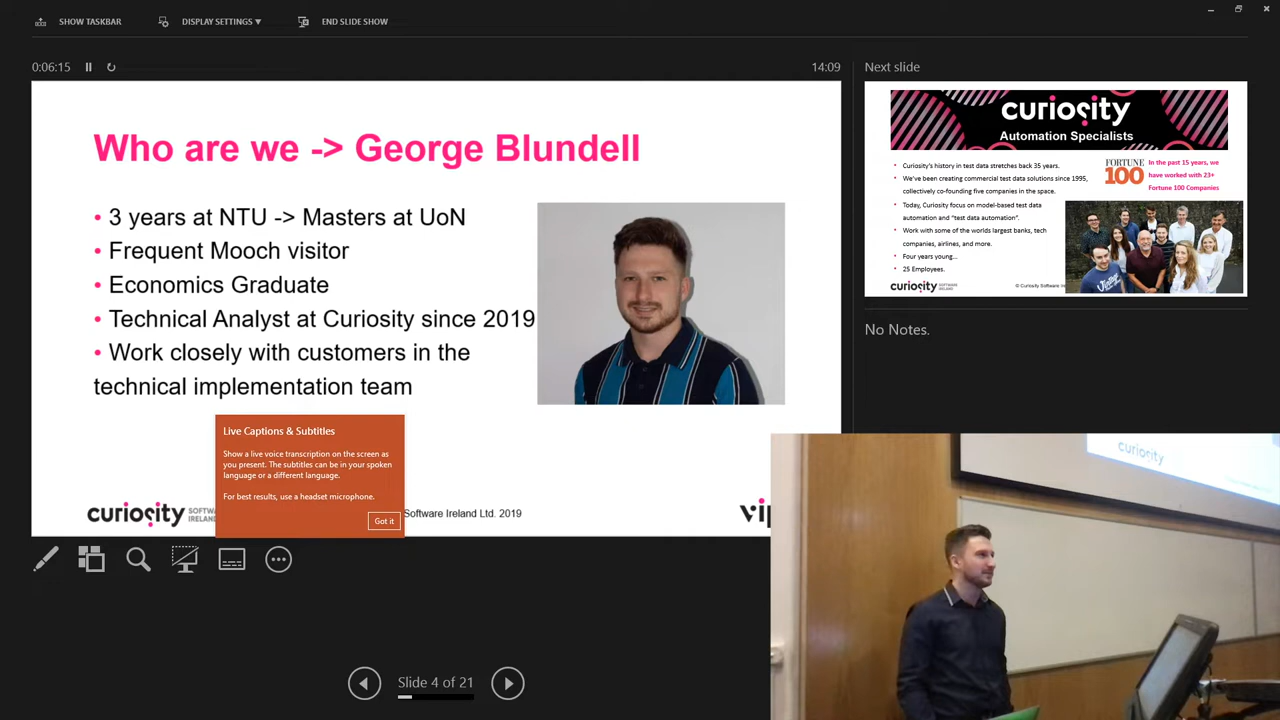 SHOW TASKBAR
DISPLAY SETTINGS ▼
END SLIDE SHOW
0:06:15
14:09
Who are we -> George Blundell
• 3 years at NTU -> Masters at UoN
• Frequent Mooch visitor
• Economics Graduate
• Technical Analyst at Curiosity since 2019
• Work closely with customers in the
technical implementation team
Live Captions & Subtitles
Show a live voice transcription on the screen as
you present. The subtitles can be in your spoken
language or a different language.
For best results, use a headset microphone.
Got it
curiosity SOFTWARE IRELAND
Software Ireland Ltd. 2019
Next slide
curiosity
Automation Specialists
• Curiosity's history in test data stretches back 35 years.
• We've been creating commercial test data solutions since 1995,
collectively co-founding five companies in the space.
• Today, Curiosity focus on model-based test data
automation and "test data automation".
• Work with some of the worlds largest banks, tech
companies, airlines, and more.
• Four years young...
• 25 Employees.
FORTUNE
100
In the past 15 years, we
have worked with 23+
Fortune 100 Companies
curiosity SOFTWARE IRELAND
© Curiosity Software
No Notes.
curiosity
Slide 4 of 21